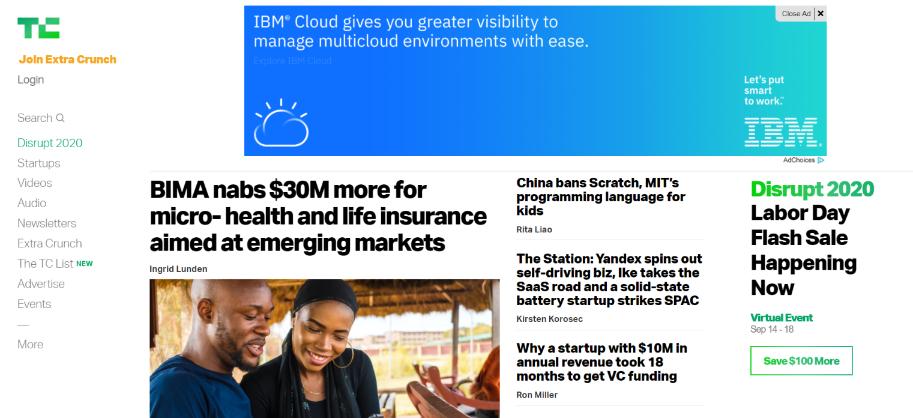 TC
Join Extra Crunch
Login
Search
Disrupt 2020
Startups
Videos
Audio
Newsletters
Extra Crunch
The TC List NEW
Advertise
Events
—
More
IBM® Cloud gives you greater visibility to
manage multicloud environments with ease.
Explore IBM Cloud
Close Ad
Let's put
smart
to work.™
IBM®
AdChoices
BIMA nabs $30M more for
micro- health and life insurance
aimed at emerging markets
Ingrid Lunden
China bans Scratch, MIT's
programming language for
kids
Rita Liao
The Station: Yandex spins out
self-driving biz, Ike takes the
SaaS road and a solid-state
battery startup strikes SPAC
Kirsten Korosec
Why a startup with $10M in
annual revenue took 18
months to get VC funding
Ron Miller
Disrupt 2020
Labor Day
Flash Sale
Happening
Now
Virtual Event
Sep 14 - 18
Save $100 More